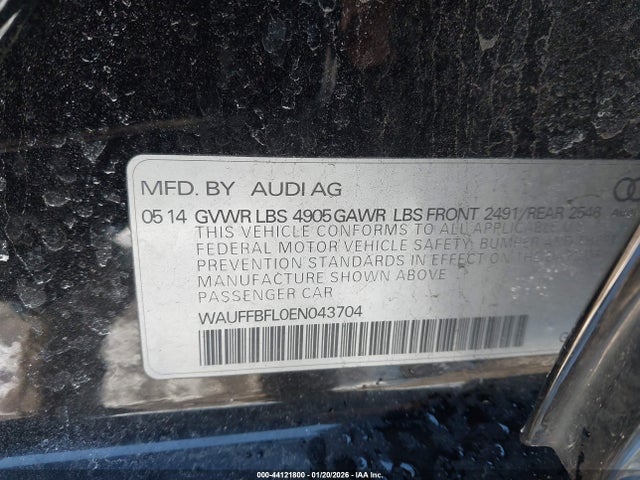 MFD. BY AUDI AG
05 14 GVWR LBS 4905 GAWR LBS FRONT 2491/REAR 2546
THIS VEHICLE CONFORMS TO ALL APPLICABLE
FEDERAL MOTOR VEHICLE SAFETY, BUMPER AND
PREVENTION STANDARDS IN EFFECT ON THE
MANUFACTURE SHOWN ABOVE
PASSENGER CAR
WAUFFBFL0EN043704
000-44121800 - 01/20/2026 - IAA Inc.